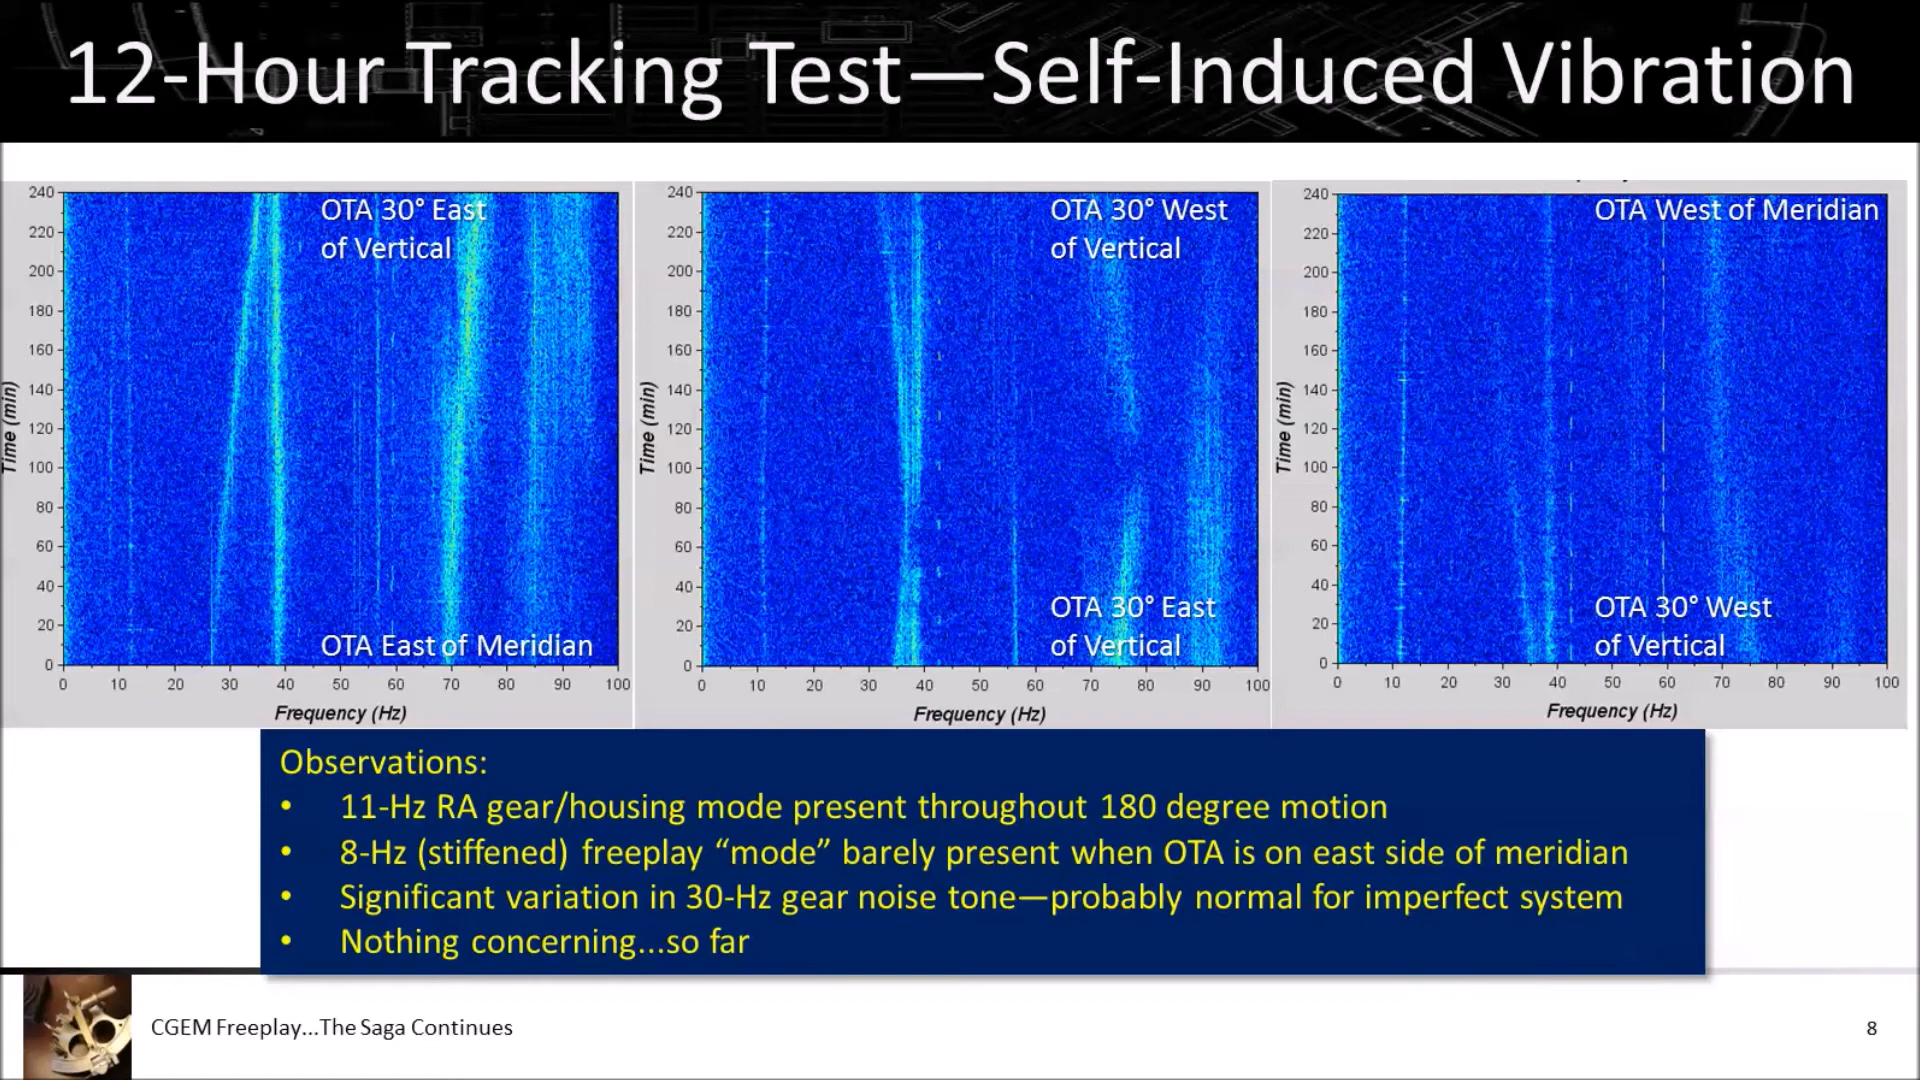 12-Hour Tracking Test—Self-Induced Vibration
240
220
200
180
160
140
120
100
80
60
40
20
0
Time (min)
OTA 30° East
of Vertical
OTA East of Meridian
0 10 20 30 40 50 60 70 80 90 100
Frequency (Hz)
240
220
200
180
160
140
120
100
80
60
40
20
0
Time (min)
OTA 30° West
of Vertical
OTA 30° East
of Vertical
0 10 20 30 40 50 60 70 80 90 100
Frequency (Hz)
240
220
200
180
160
140
120
100
80
60
40
20
0
Time (min)
OTA West of Meridian
OTA 30° West
of Vertical
0 10 20 30 40 50 60 70 80 90 100
Frequency (Hz)
Observations:
• 11-Hz RA gear/housing mode present throughout 180 degree motion
• 8-Hz (stiffened) freeplay “mode” barely present when OTA is on east side of meridian
• Significant variation in 30-Hz gear noise tone—probably normal for imperfect system
• Nothing concerning...so far
CGEM Freeplay...The Saga Continues
8